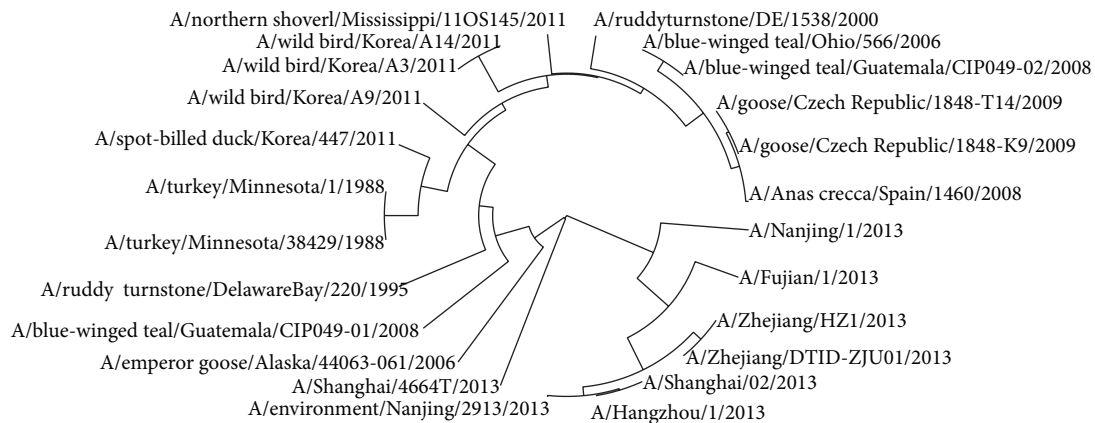 A/northern shoverl/Mississippi/11OS145/2011
A/ruddyturnstone/DE/1538/2000
A/wild bird/Korea/A14/2011
A/blue-winged teal/Ohio/566/2006
A/wild bird/Korea/A3/2011
A/blue-winged teal/Guatemala/CIP049-02/2008
A/wild bird/Korea/A9/2011
A/goose/Czech Republic/1848-T14/2009
A/spot-billed duck/Korea/447/2011
A/goose/Czech Republic/1848-K9/2009
A/turkey/Minnesota/1/1988
A/Anas crecca/Spain/1460/2008
A/turkey/Minnesota/38429/1988
A/Nanjing/1/2013
A/Fujian/1/2013
A/ruddy turnstone/DelawareBay/220/1995
A/Zhejiang/HZ1/2013
A/blue-winged teal/Guatemala/CIP049-01/2008
A/Zhejiang/DTID-ZJU01/2013
A/emperor goose/Alaska/44063-061/2006
A/Shanghai/4664T/2013
A/Shanghai/02/2013
A/environment/Nanjing/2913/2013
A/Hangzhou/1/2013